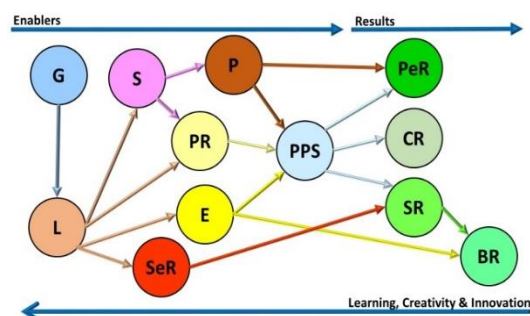 Enablers
Results
G
S
P
PeR
PR
PPS
CR
L
E
SR
SeR
BR
Learning, Creativity & Innovation